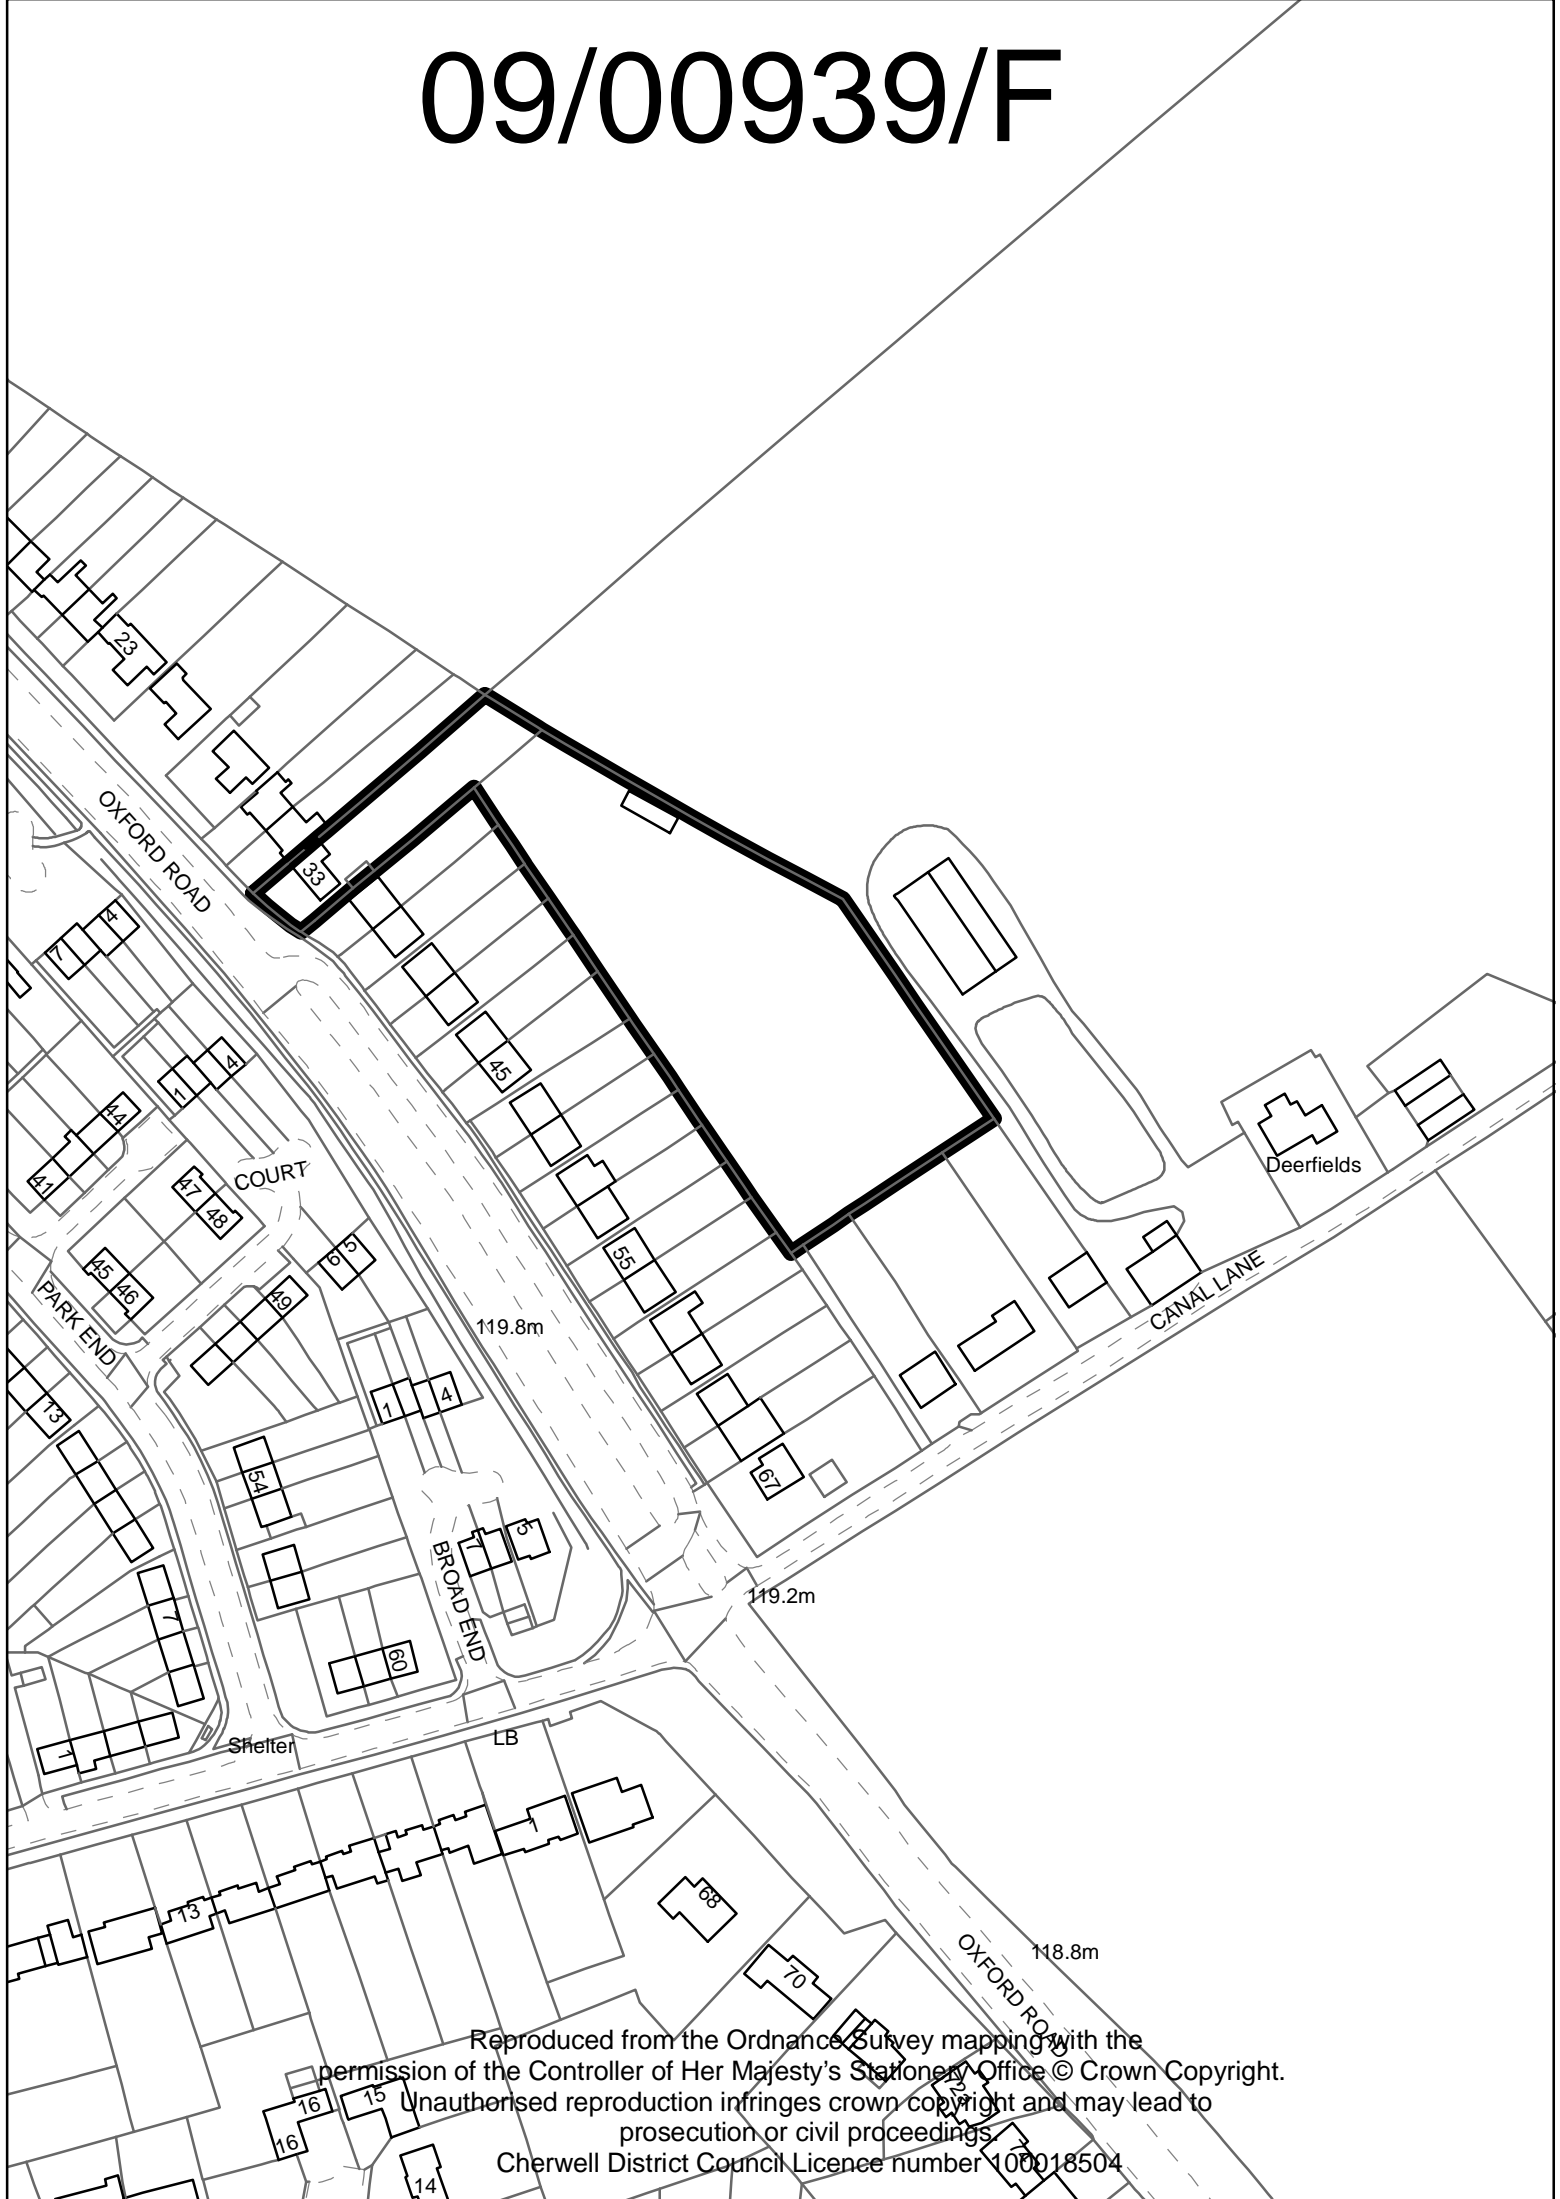 09/00939/F
23
OXFORD ROAD
33
4
7
4
1
45
44
41
COURT
47
48
Deerfields
5
6
45
46
55
49
CANAL LANE
PARK END
119.8m
1
4
13
54
67
5
7
BROAD END
119.2m
7
60
Shelter
LB
1
1
13
68
70
OXFORD ROAD
118.8m
Reproduced from the Ordnance Survey mapping with the
permission of the Controller of Her Majesty's Stationery Office © Crown Copyright.
Unauthorised reproduction infringes crown copyright and may lead to
prosecution or civil proceedings.
Cherwell District Council Licence number 100018504
16
15
16
14
74